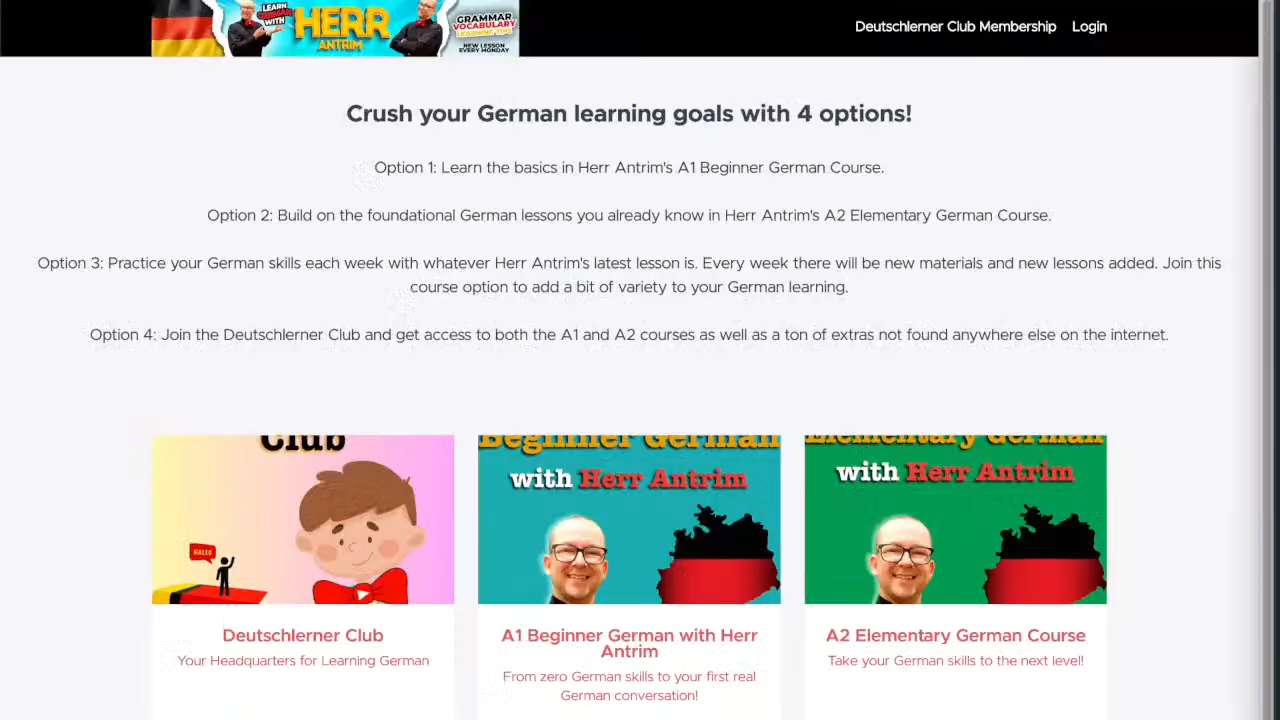 LEARN
GERMAN
WITH
HERR
ANTRIM
GRAMMAR
VOCABULARY
LEARNING TIPS
NEW LESSON
EVERY MONDAY
Deutschlerner Club Membership
Login
Crush your German learning goals with 4 options!
Option 1: Learn the basics in Herr Antrim's A1 Beginner German Course.
Option 2: Build on the foundational German lessons you already know in Herr Antrim's A2 Elementary German Course.
Option 3: Practice your German skills each week with whatever Herr Antrim's latest lesson is. Every week there will be new materials and new lessons added. Join this
course option to add a bit of variety to your German learning.
Option 4: Join the Deutschlerner Club and get access to both the A1 and A2 courses as well as a ton of extras not found anywhere else on the internet.
Club
HALLO
Deutschlerner Club
Your Headquarters for Learning German
Beginner German
with Herr Antrim
A1 Beginner German with Herr
Antrim
From zero German skills to your first real
German conversation!
Elementary German
with Herr Antrim
A2 Elementary German Course
Take your German skills to the next level!